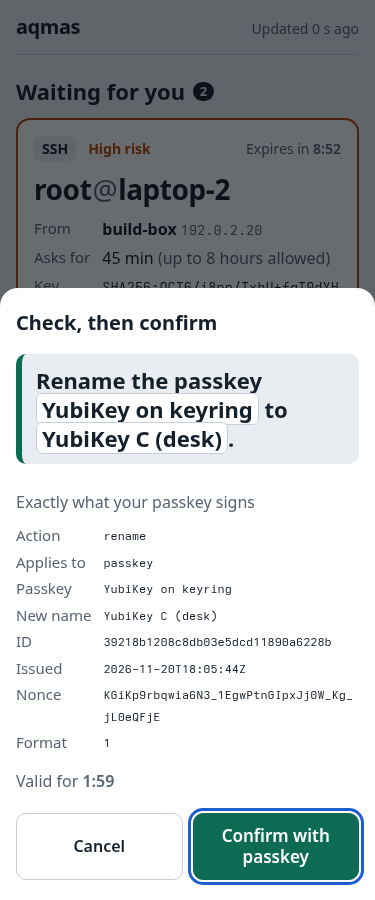 aqmas
Updated 0 s ago
Waiting for you 2
SSH High risk Expires in 8:52
root@laptop-2
From build-box 192.0.2.20
Asks for 45 min (up to 8 hours allowed)
Check, then confirm
Rename the passkey
YubiKey on keyring to
YubiKey C (desk).
Exactly what your passkey signs
Action rename
Applies to passkey
Passkey YubiKey on keyring
New name YubiKey C (desk)
ID 39218b1208c8db03e5dcd11890a6228b
Issued 2026-11-20T18:05:44Z
Nonce KGiKp9rbqwia6N3_1EgwPtnGIpxJj0W_Kg_
jL0eQFjE
Format 1
Valid for 1:59
Cancel
Confirm with
passkey